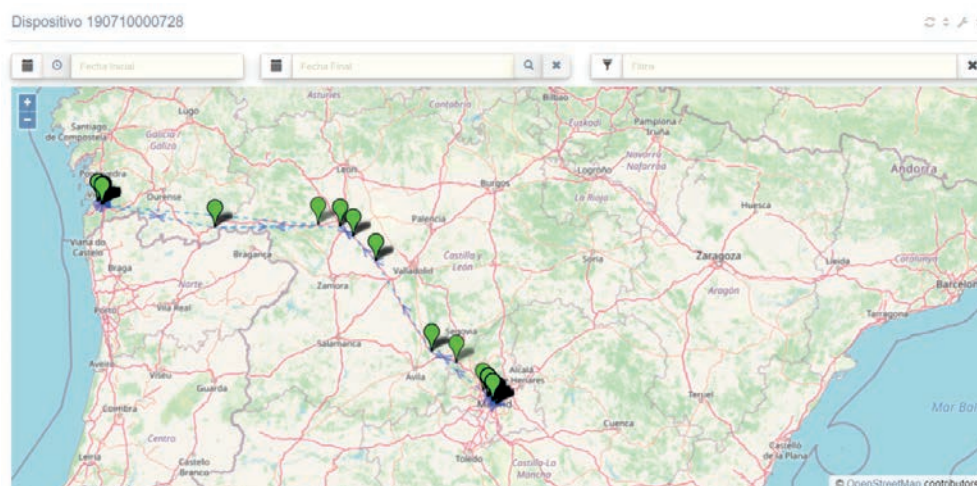 Dispositivo 190710000728
Fecha Inicial
Fecha Final
Filtro
+
−
Lugo
Asturies
Cantabria
Bilbao
Santiago
de Compostela
Galicia /
Galiza
Euskadi
Pamplona /
Iruña
Navarra
Nafarroa
Andorra
León
Burgos
Logroño
La Rioja
Ourense
Palencia
Huesca
Viana do
Castelo
Bragança
Braga
Castilla y
León
Valladolid
Soria
Zaragoza
Lleida
Catalunya
Barcelon
Norte
Zamora
Aragón
Porto
Vila Real
Tarragona
Salamanca
Segovia
Aveiro
Viseu
Guarda
Ávila
Alcalá
de Henares
Madrid
Teruel
Mar Bal
Coimbra
Cuenca
Castelló
de la Plana
Centro
Toledo
Leiria
Castelo
Branco
Castilla-La
Mancha
© OpenStreetMap contributors